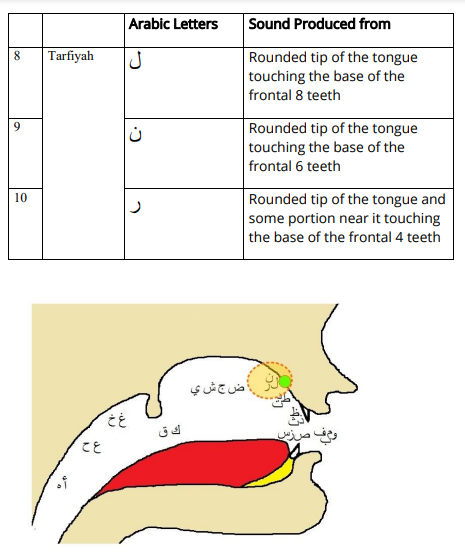 Arabic Letters Sound Produced from
8 Tarfiyah ل Rounded tip of the tongue
touching the base of the
frontal 8 teeth
9 ن Rounded tip of the tongue
touching the base of the
frontal 6 teeth
10 ر Rounded tip of the tongue and
some portion near it touching
the base of the frontal 4 teeth
ض ج ش ي
غ خ
ك ق
ع ح
أ ه